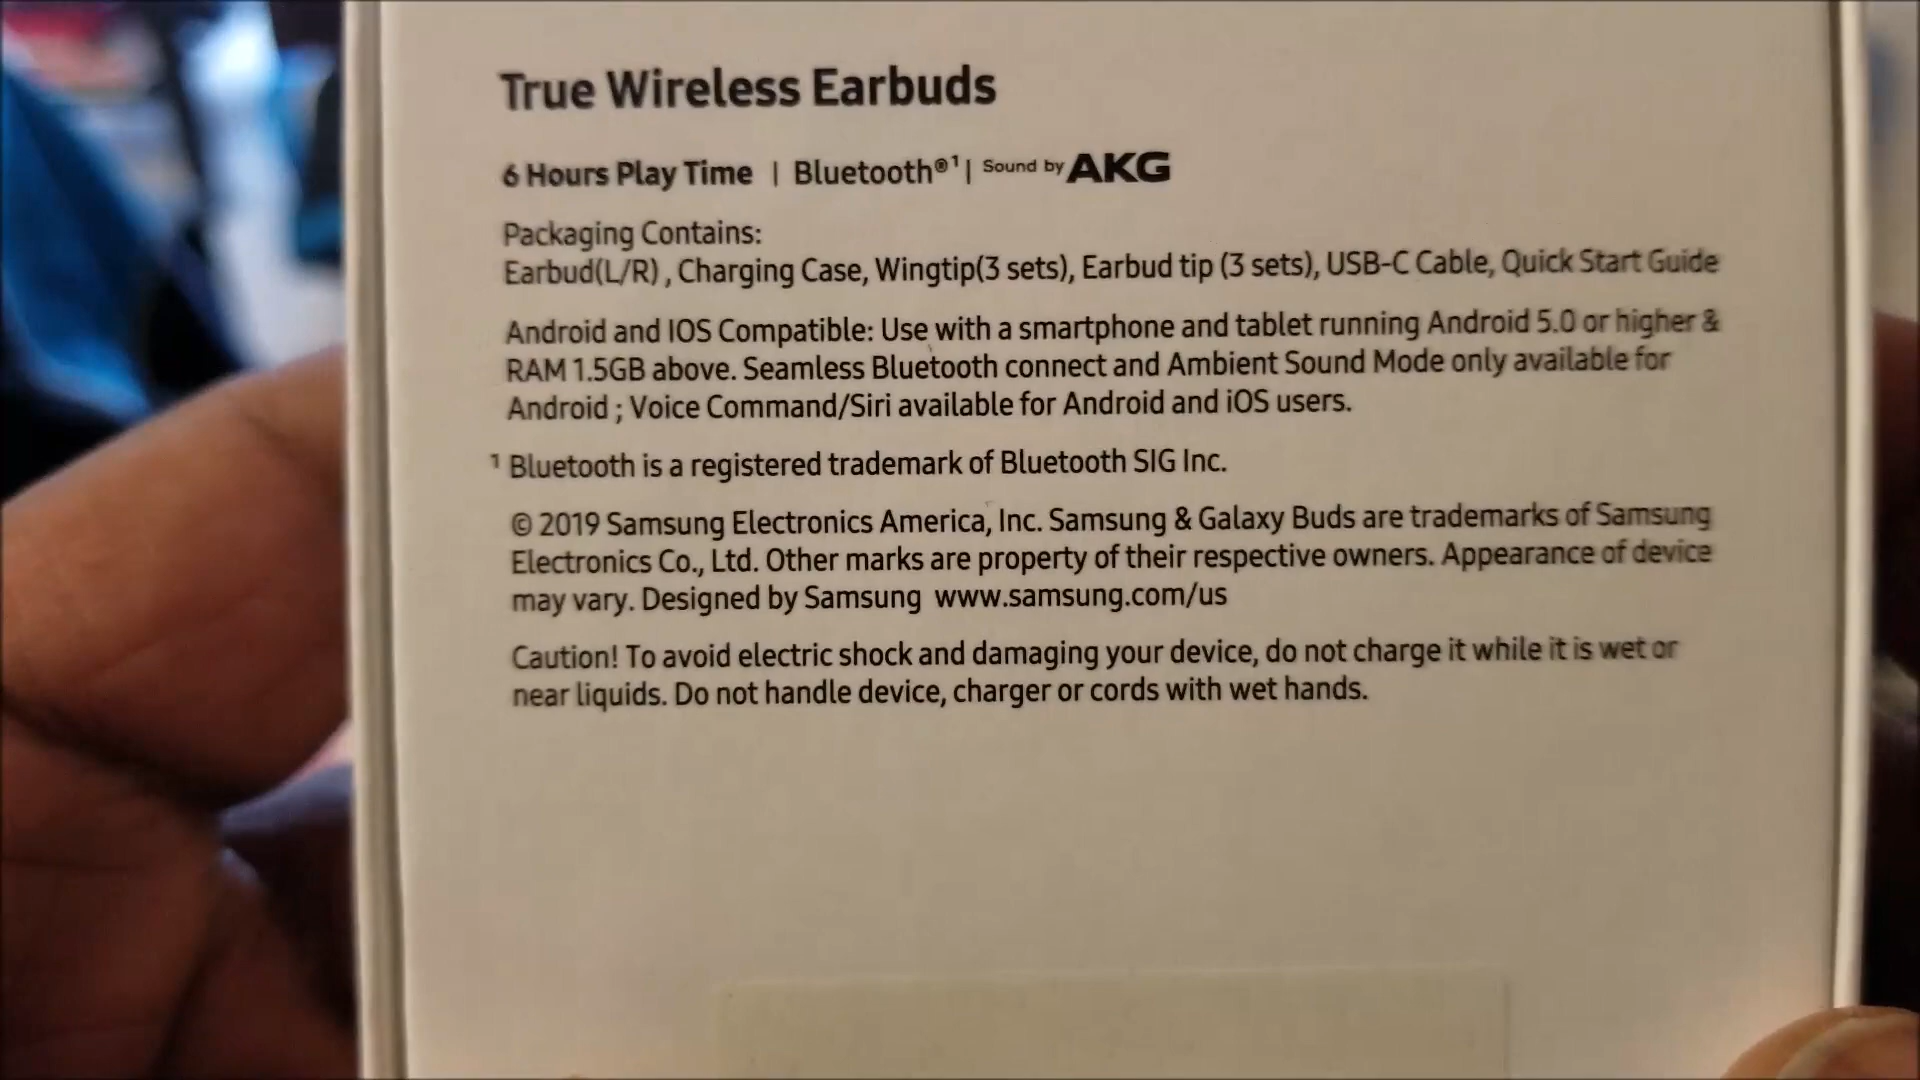 True Wireless Earbuds
6 Hours Play Time | Bluetooth®¹ | Sound by AKG
Packaging Contains:
Earbud(L/R) , Charging Case, Wingtip(3 sets), Earbud tip (3 sets), USB-C Cable, Quick Start Guide
Android and IOS Compatible: Use with a smartphone and tablet running Android 5.0 or higher &
RAM 1.5GB above. Seamless Bluetooth connect and Ambient Sound Mode only available for
Android ; Voice Command/Siri available for Android and iOS users.
¹ Bluetooth is a registered trademark of Bluetooth SIG Inc.
© 2019 Samsung Electronics America, Inc. Samsung & Galaxy Buds are trademarks of Samsung
Electronics Co., Ltd. Other marks are property of their respective owners. Appearance of device
may vary. Designed by Samsung www.samsung.com/us
Caution! To avoid electric shock and damaging your device, do not charge it while it is wet or
near liquids. Do not handle device, charger or cords with wet hands.